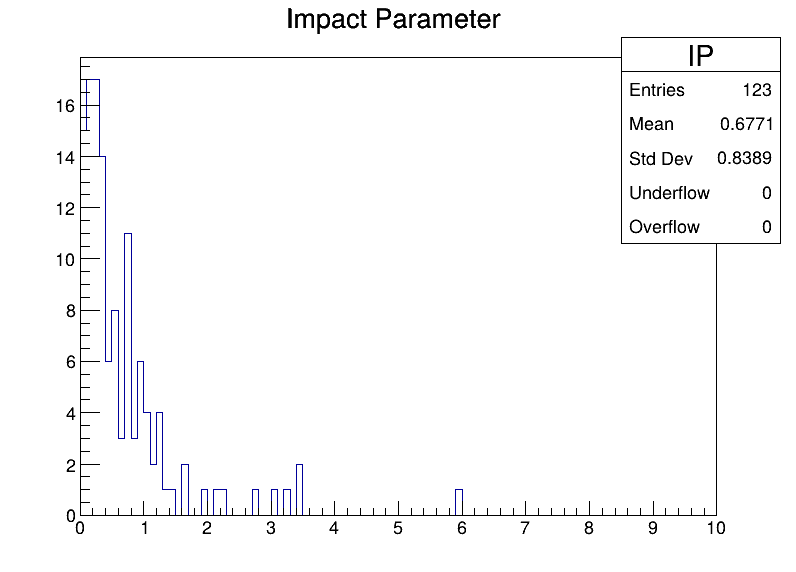 Impact Parameter
IP
Entries 123
Mean 0.6771
Std Dev 0.8389
Underflow 0
Overflow 0
16
14
12
10
8
6
4
2
0
0 1 2 3 4 5 6 7 8 9 10